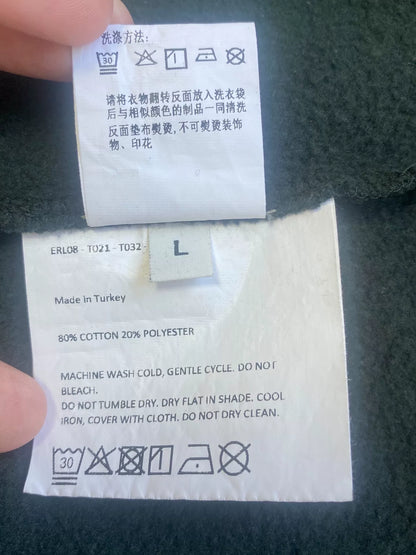 洗涤方法:
30
请将衣物翻转反面放入洗衣袋
后与相似颜色的制品一同清洗
反面垫布熨烫,不可熨烫装饰
物、印花
ERL08 - T021 - T032 -
L
Made in Turkey
80% COTTON 20% POLYESTER
MACHINE WASH COLD, GENTLE CYCLE. DO NOT
BLEACH.
DO NOT TUMBLE DRY. DRY FLAT IN SHADE. COOL
IRON, COVER WITH CLOTH. DO NOT DRY CLEAN.
30